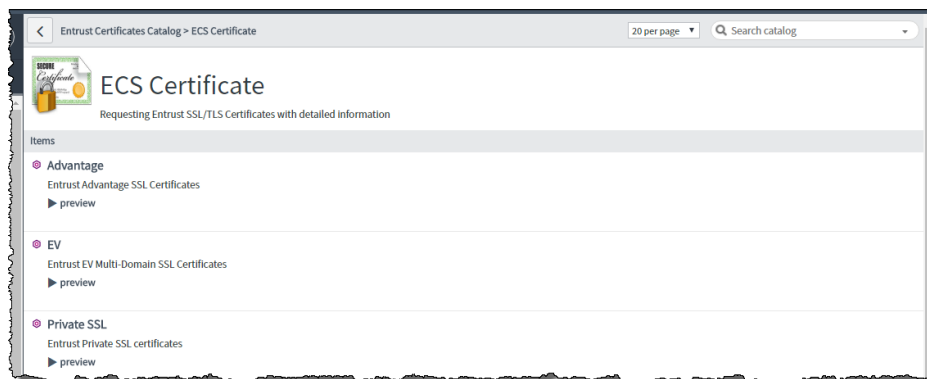 Entrust Certificates Catalog > ECS Certificate
20 per page
Search catalog
SECURE
Certificate
ECS Certificate
Requesting Entrust SSL/TLS Certificates with detailed information
Items
Advantage
Entrust Advantage SSL Certificates
preview
EV
Entrust EV Multi-Domain SSL Certificates
preview
Private SSL
Entrust Private SSL certificates
preview